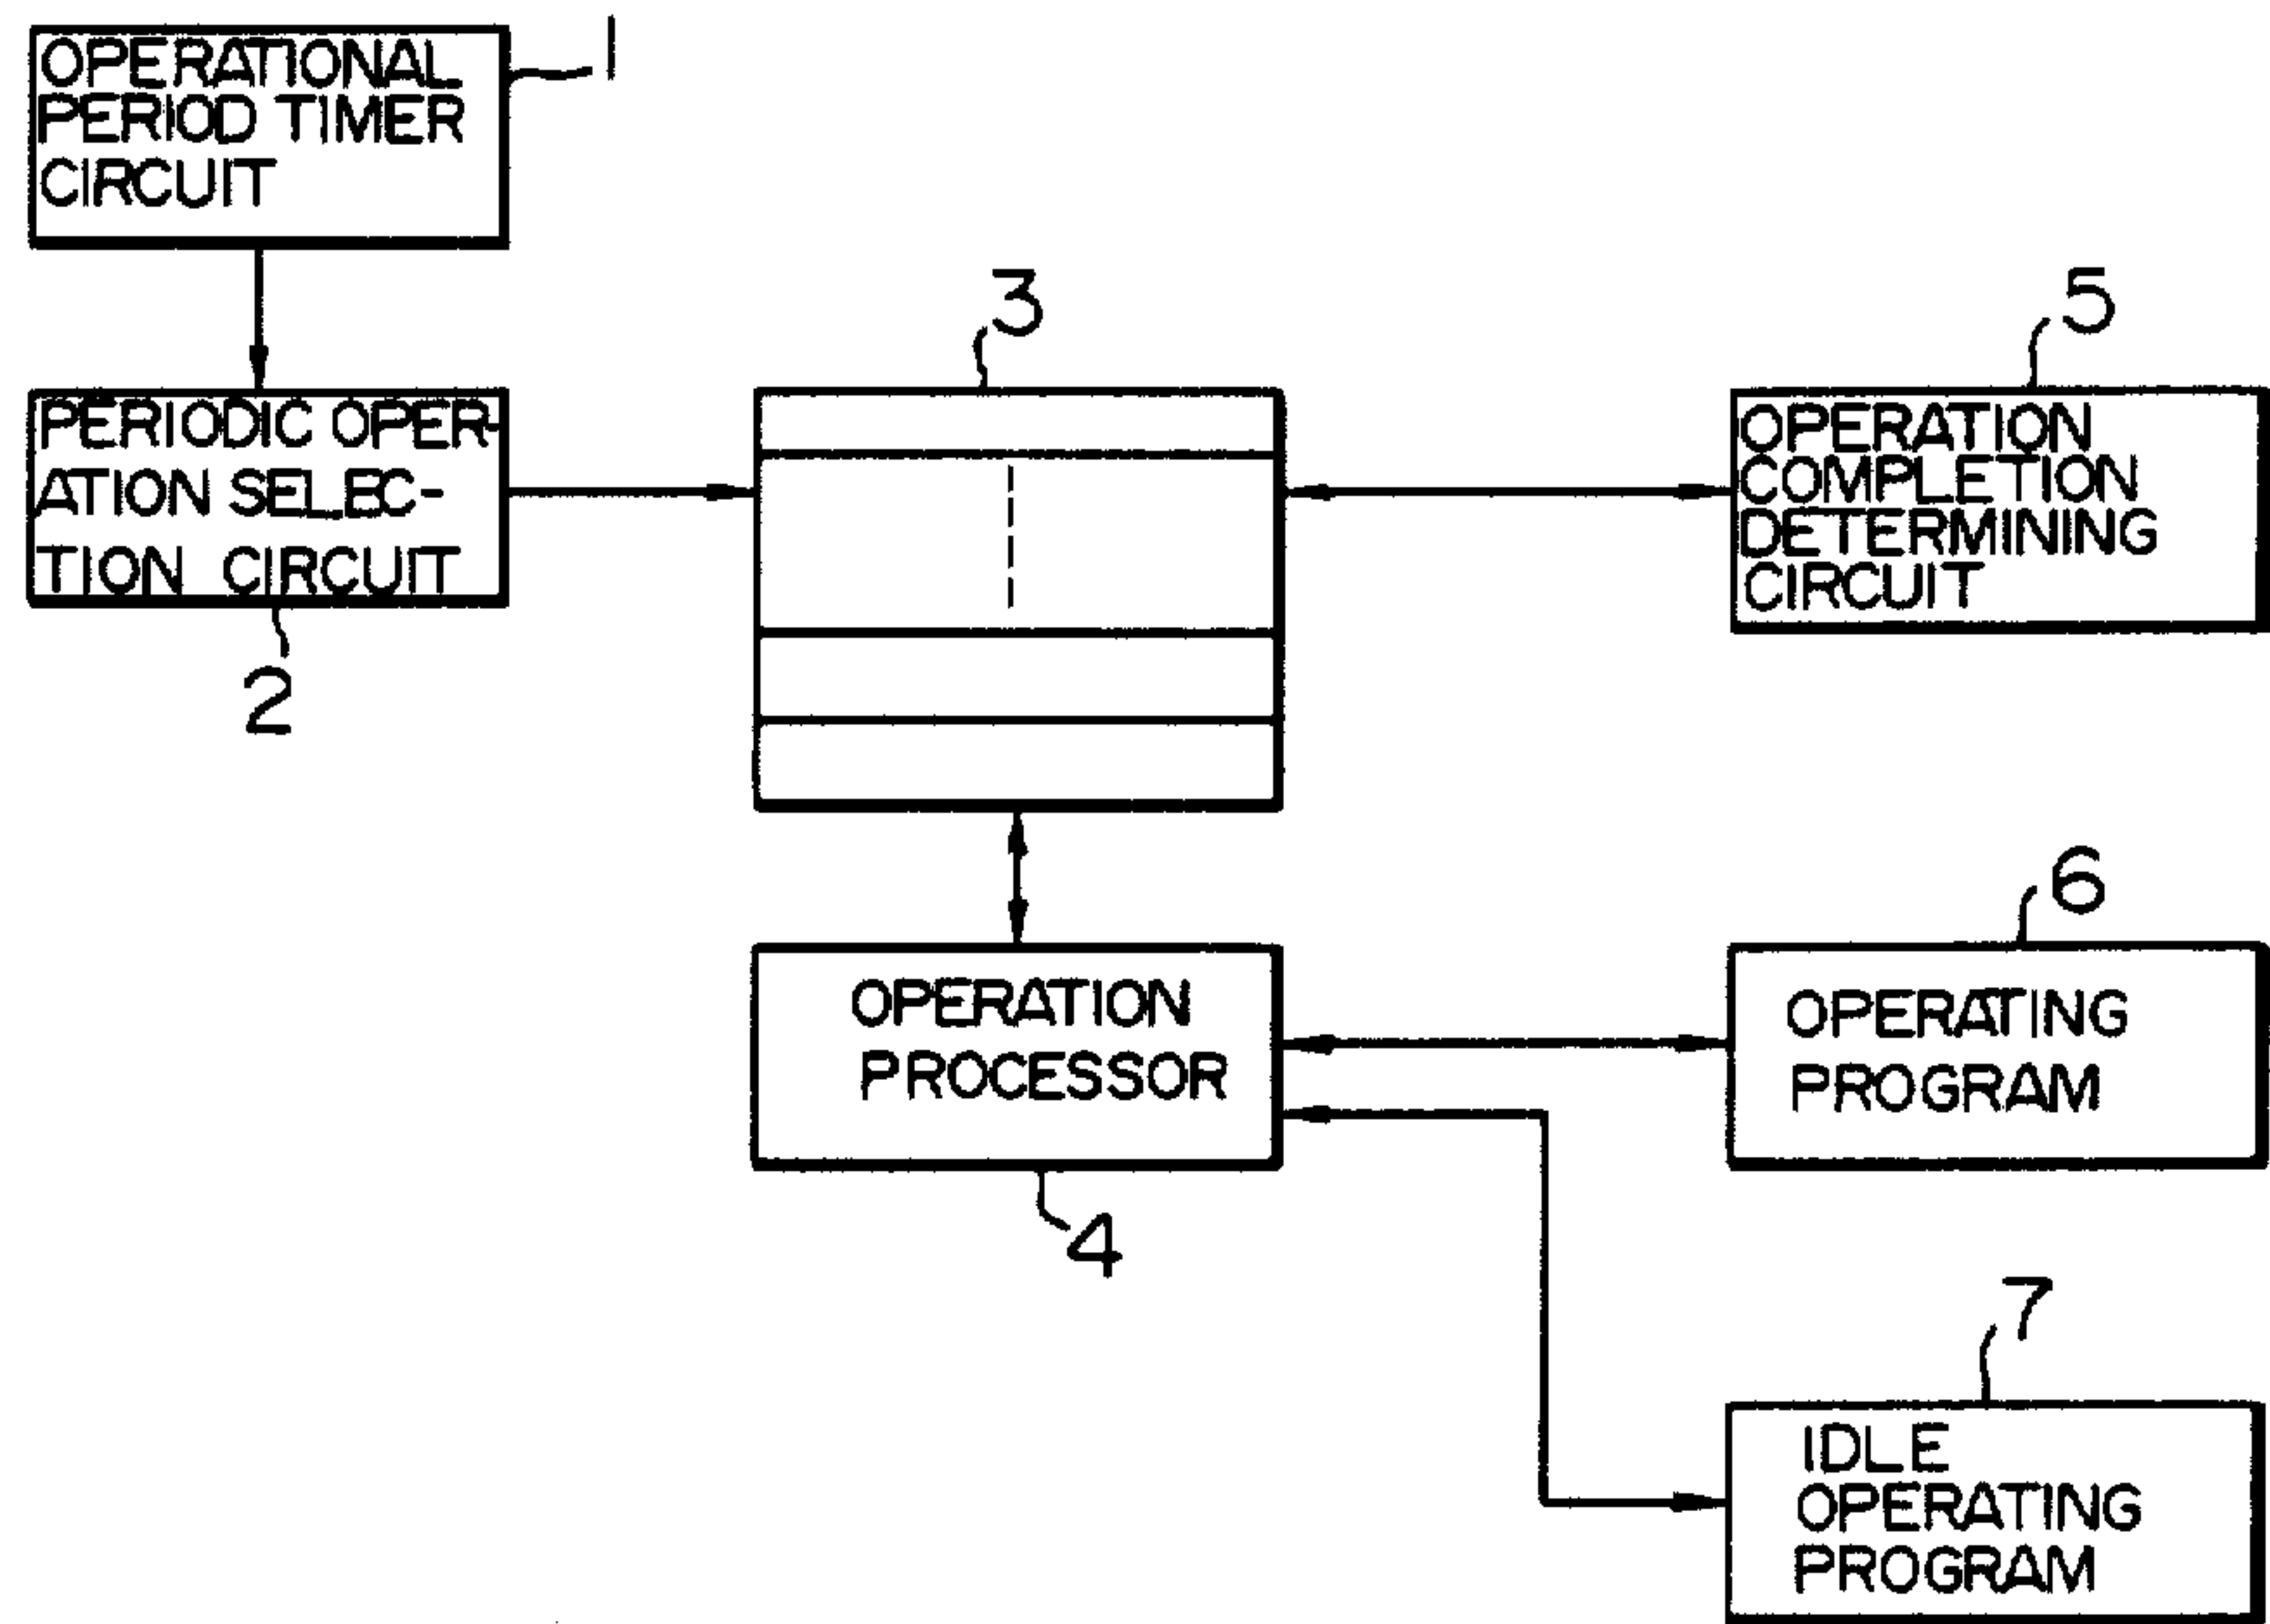 OPERATIONAL
PERIOD TIMER
CIRCUIT
1
PERIODIC OPER-
ATION SELEC-
TION CIRCUIT
2
3
5
OPERATION
COMPLETION
DETERMINING
CIRCUIT
OPERATION
PROCESSOR
4
6
OPERATING
PROGRAM
7
IDLE
OPERATING
PROGRAM